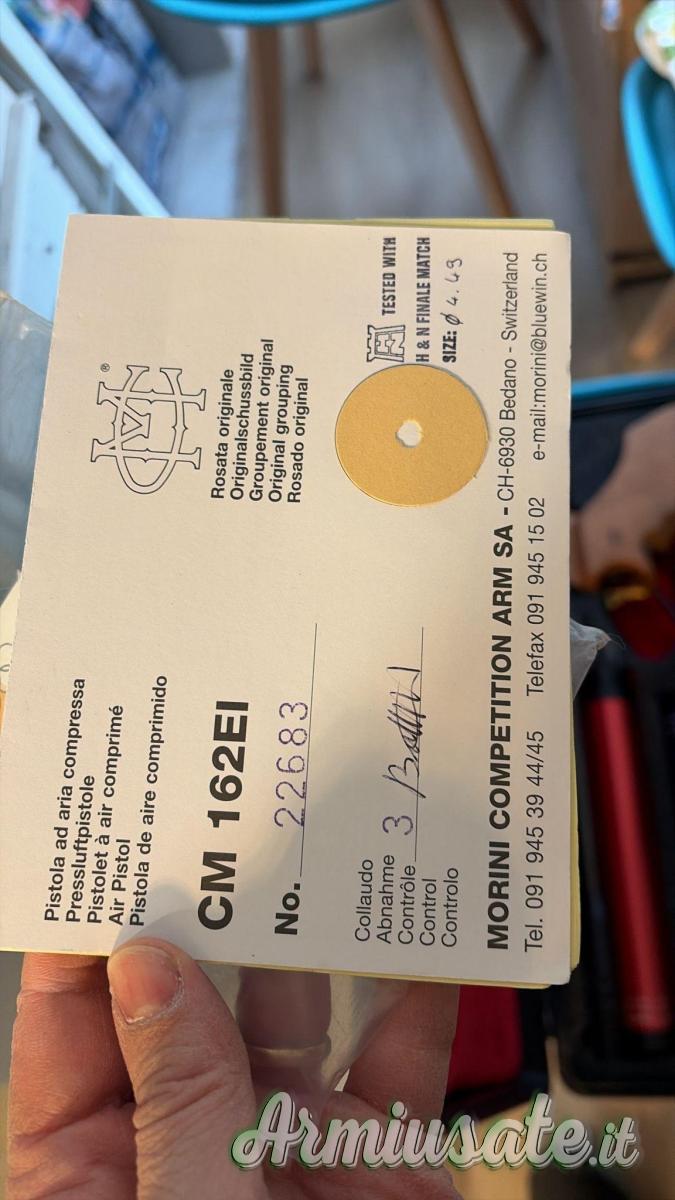 Pistola ad aria compressa
Pressluftpistole
Pistolet à air comprimé
Air Pistol
Pistola de aire comprimido
CM 162EI
No. 22683
Collaudo
Abnahme
Contrôle 3
Control
Controlo
®
Rosata originale
Originalschussbild
Groupement original
Original grouping
Rosado original
TESTED WITH
H & N FINALE MATCH
SIZE: ø 4.49
MORINI COMPETITION ARM SA - CH-6930 Bedano - Switzerland
Tel. 091 945 39 44/45 Telefax 091 945 15 02 e-mail:morini@bluewin.ch
Armiusate.it